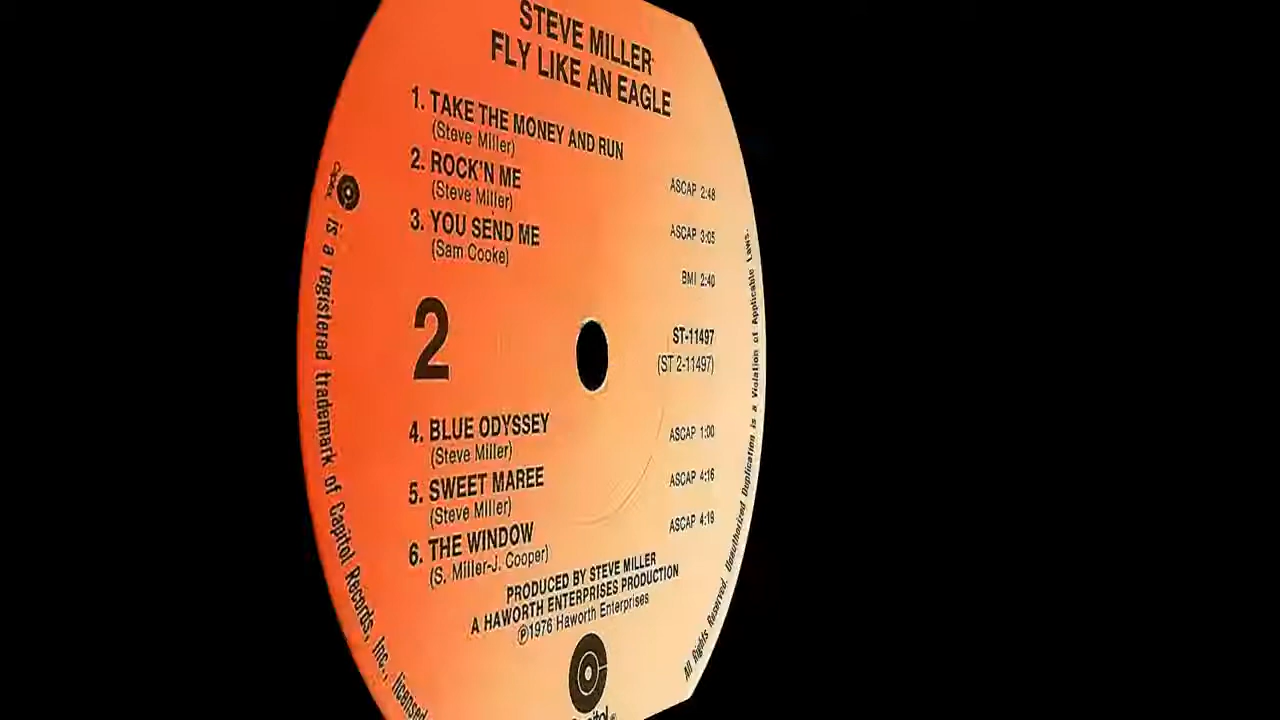 STEVE MILLER
FLY LIKE AN EAGLE
1. TAKE THE MONEY AND RUN
(Steve Miller)
ASCAP 2:48
2. ROCK'N ME
(Steve Miller)
ASCAP 3:05
3. YOU SEND ME
(Sam Cooke)
BMI 2:40
2
ST-11497
(ST 2-11497)
4. BLUE ODYSSEY
(Steve Miller)
ASCAP 1:00
5. SWEET MAREE
(Steve Miller)
ASCAP 4:16
6. THE WINDOW
(S. Miller-J. Cooper)
ASCAP 4:19
PRODUCED BY STEVE MILLER
A HAWORTH ENTERPRISES PRODUCTION
℗1976 Haworth Enterprises
Capitol®
Capitol. is a registered trademark of Capitol Records, Inc., licensed
All Rights Reserved. Unauthorized Duplication is a Violation of Applicable Laws.